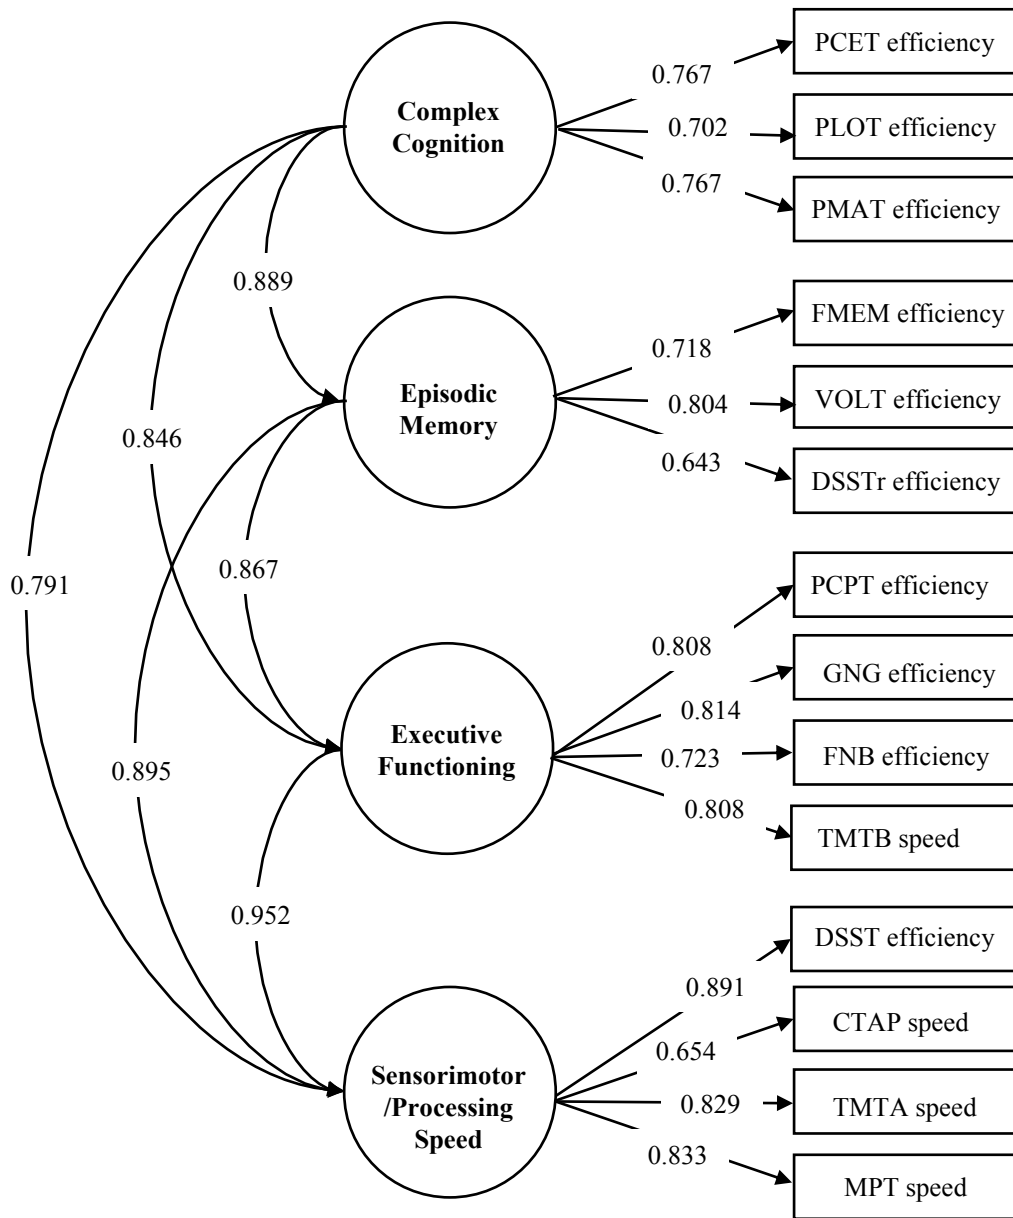 PCET efficiency
0.767
Complex
Cognition
0.702
PLOT efficiency
0.767
PMAT efficiency
0.889
FMEM efficiency
0.718
Episodic
Memory
0.804
VOLT efficiency
0.846
0.643
DSSTr efficiency
0.791
0.867
PCPT efficiency
0.808
GNG efficiency
0.814
Executive
Functioning
0.723
FNB efficiency
0.895
0.808
TMTB speed
0.952
DSST efficiency
0.891
CTAP speed
0.654
Sensorimotor
/Processing
Speed
0.829
TMTA speed
0.833
MPT speed